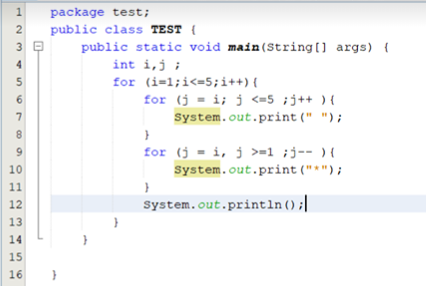 1 package test;
2 public class TEST {
3 public static void main(String[] args) {
4 int i,j ;
5 for (i=1;i<=5;i++){
6 for (j = i; j <=5 ;j++ ){
7 System.out.print(" ");
8 }
9 for (j = i, j >=1 ;j-- ){
10 System.out.print("*");
11 }
12 System.out.println();
13 }
14 }
15
16 }